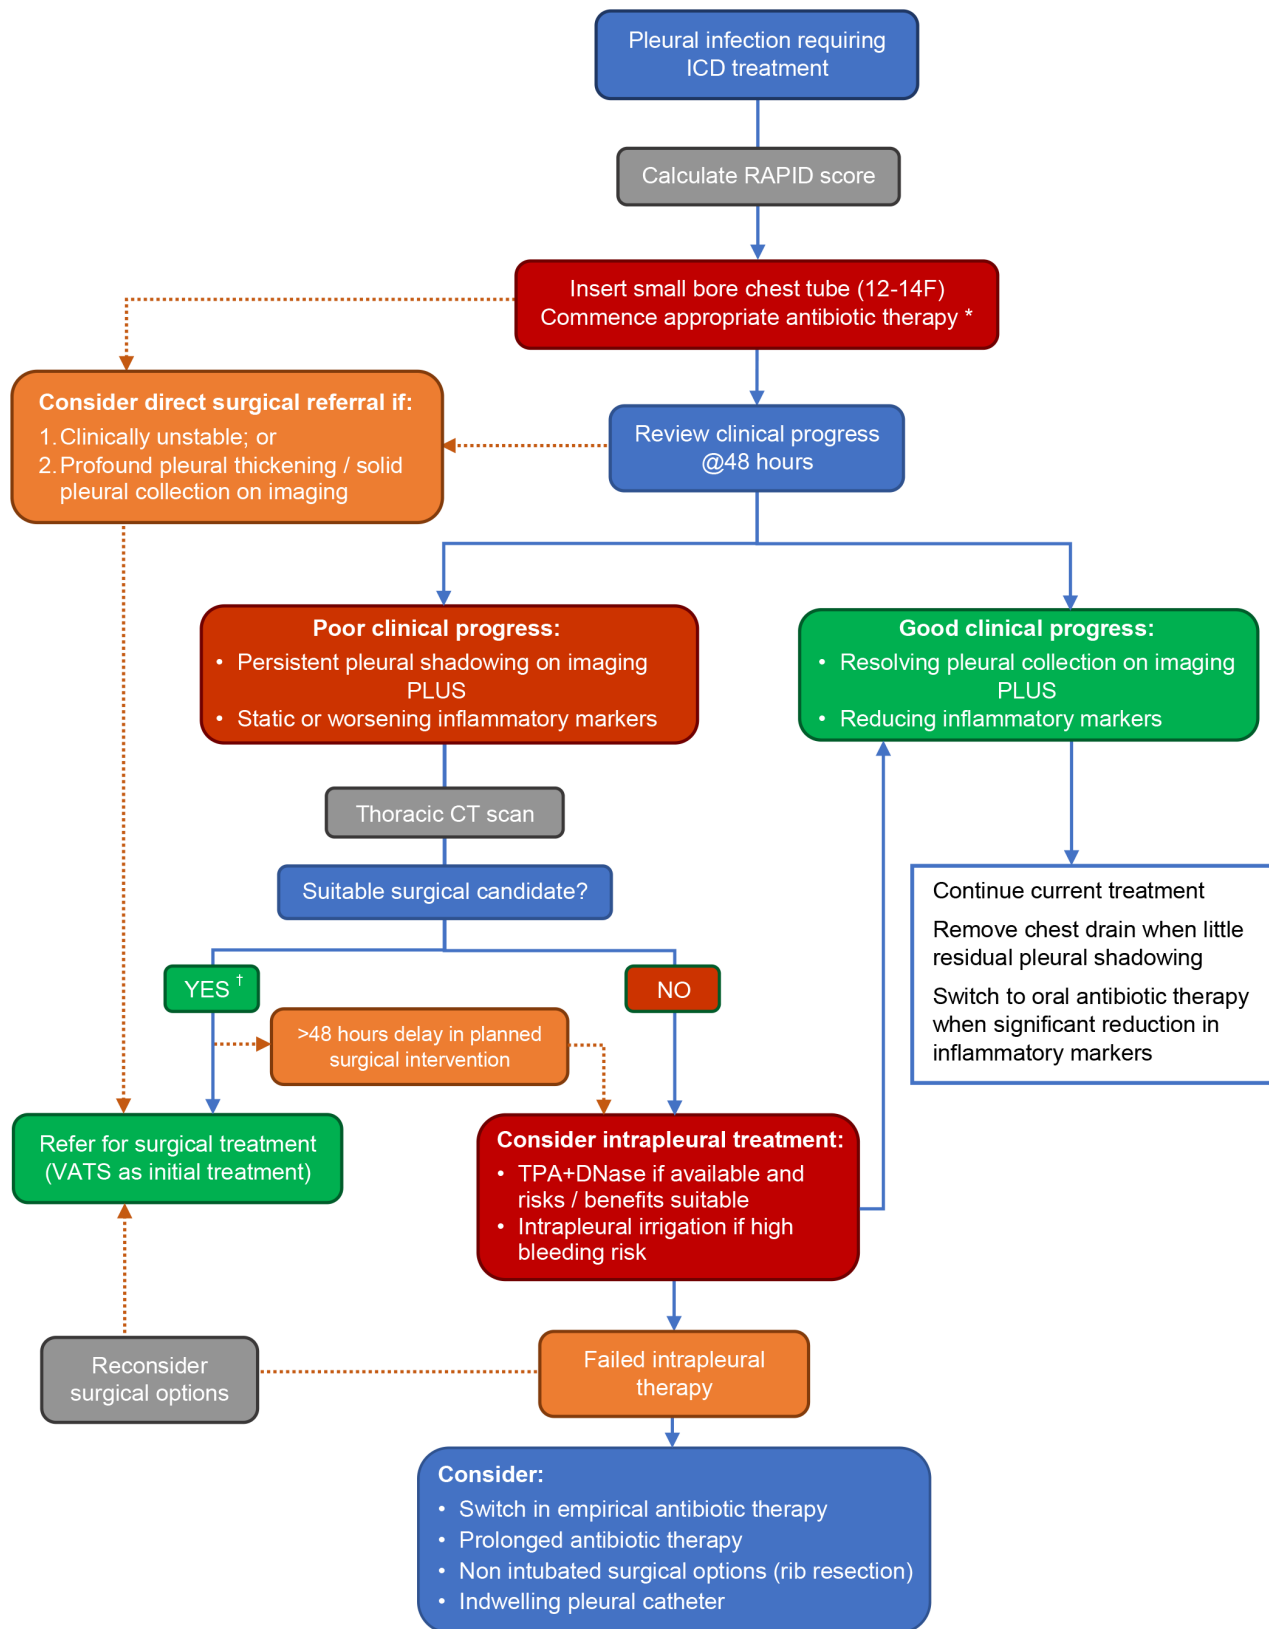 Pleural infection requiring
ICD treatment
Calculate RAPID score
Insert small bore chest tube (12-14F)
Commence appropriate antibiotic therapy *
Consider direct surgical referral if:
1. Clinically unstable; or
2. Profound pleural thickening / solid
pleural collection on imaging
Review clinical progress
@48 hours
Poor clinical progress:
• Persistent pleural shadowing on imaging
PLUS
• Static or worsening inflammatory markers
Good clinical progress:
• Resolving pleural collection on imaging
PLUS
• Reducing inflammatory markers
Thoracic CT scan
Suitable surgical candidate?
Continue current treatment
Remove chest drain when little
residual pleural shadowing
Switch to oral antibiotic therapy
when significant reduction in
inflammatory markers
YES †
NO
>48 hours delay in planned
surgical intervention
Refer for surgical treatment
(VATS as initial treatment)
Consider intrapleural treatment:
• TPA+DNase if available and
risks / benefits suitable
• Intrapleural irrigation if high
bleeding risk
Reconsider
surgical options
Failed intrapleural
therapy
Consider:
• Switch in empirical antibiotic therapy
• Prolonged antibiotic therapy
• Non intubated surgical options (rib resection)
• Indwelling pleural catheter